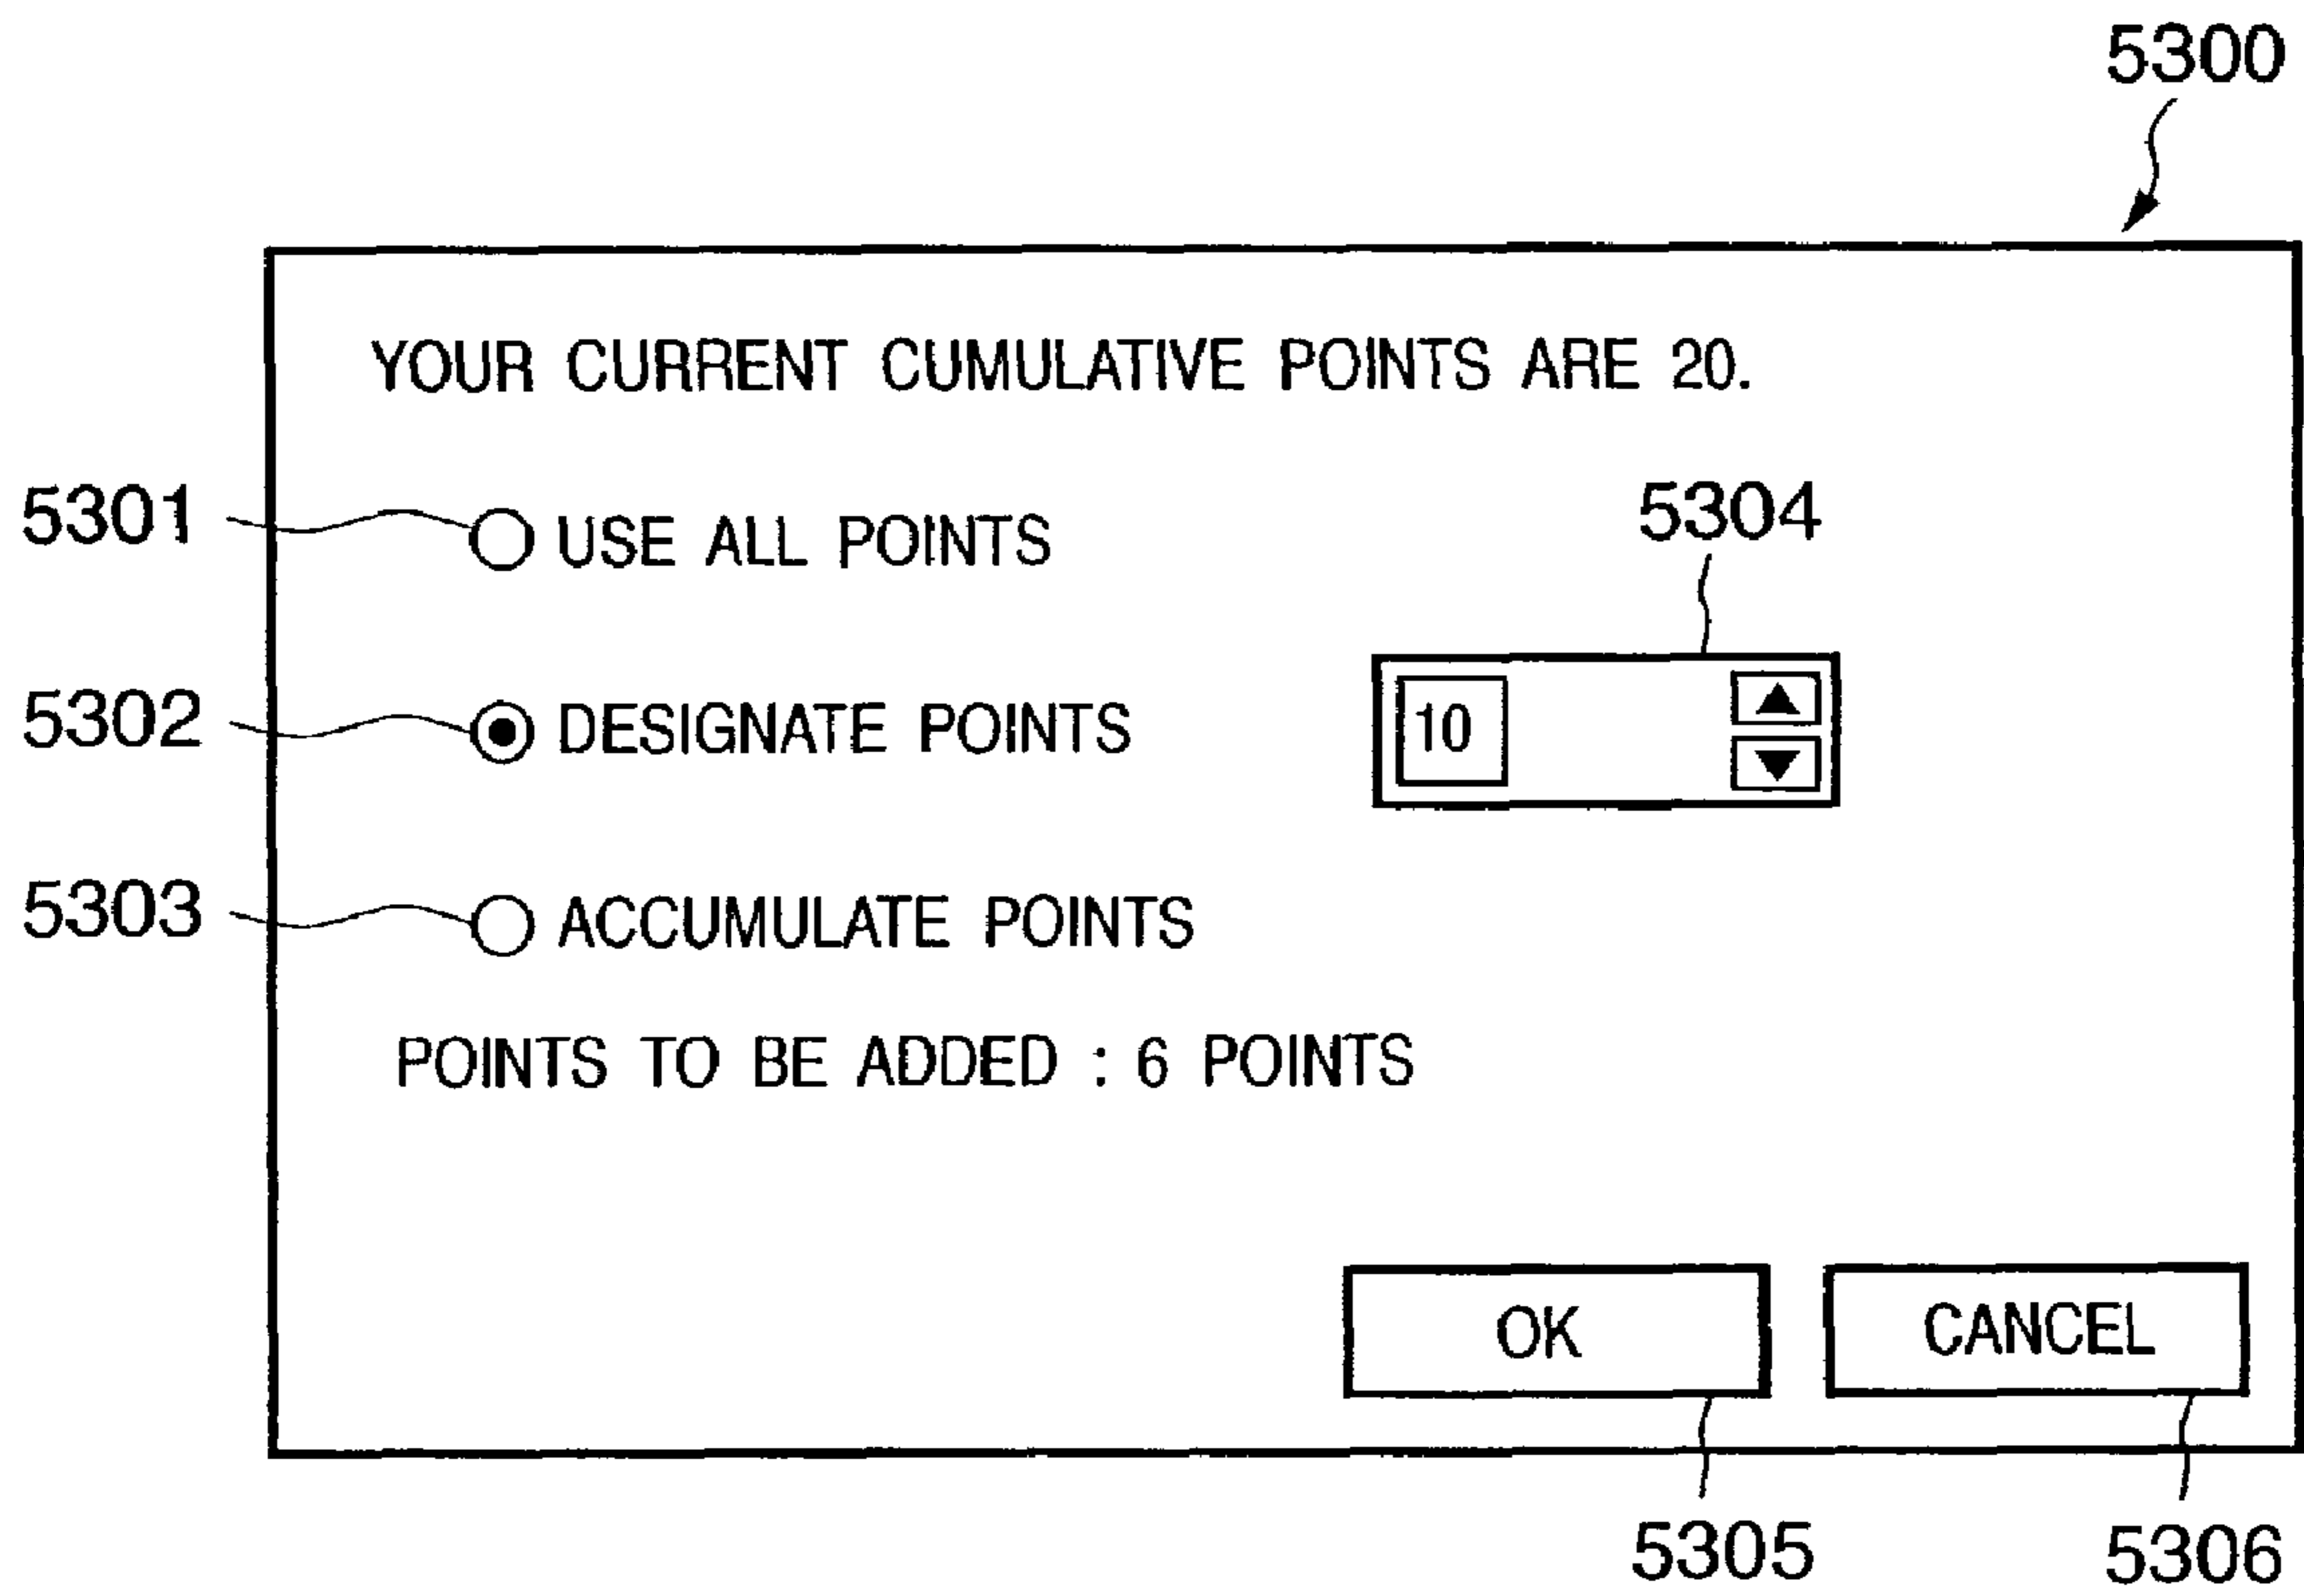 5300
YOUR CURRENT CUMULATIVE POINTS ARE 20.
5301 USE ALL POINTS
5304
5302 DESIGNATE POINTS 10
5303 ACCUMULATE POINTS
POINTS TO BE ADDED : 6 POINTS
OK CANCEL
5305 5306